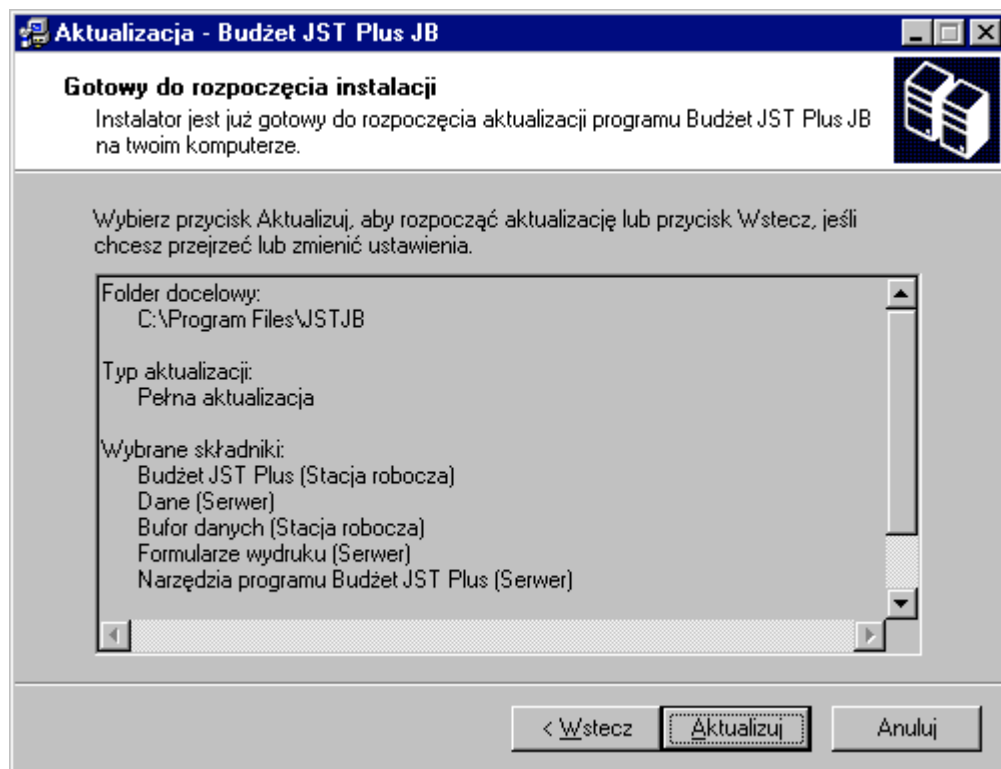 Aktualizacja - Budżet JST Plus JB
Gotowy do rozpoczęcia instalacji
Instalator jest już gotowy do rozpoczęcia aktualizacji programu Budżet JST Plus JB
na twoim komputerze.
Wybierz przycisk Aktualizuj, aby rozpocząć aktualizację lub przycisk Wstecz, jeśli
chcesz przejrzeć lub zmienić ustawienia.
Folder docelowy:
C:\Program Files\JSTJB
Typ aktualizacji:
Pełna aktualizacja
Wybrane składniki:
Budżet JST Plus (Stacja robocza)
Dane (Serwer)
Bufor danych (Stacja robocza)
Formularze wydruku (Serwer)
Narzędzia programu Budżet JST Plus (Serwer)
< Wstecz
Aktualizuj
Anuluj